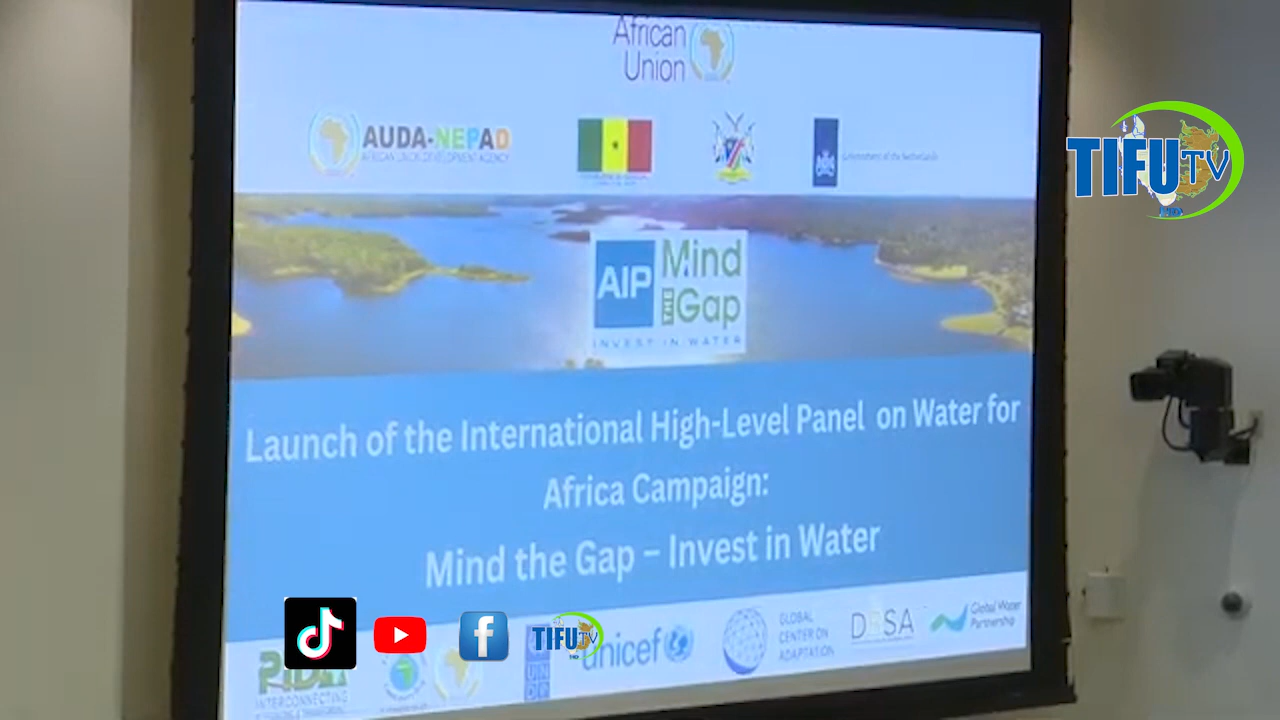 African
Union
AUDA-NEPAD
AFRICAN UNION DEVELOPMENT AGENCY
Government of the Netherlands
TIFU TV
AIP
Mind
THE Gap
INVEST IN WATER
Launch of the International High-Level Panel on Water for
Africa Campaign:
Mind the Gap – Invest in Water
f
TIFU TV
PIDA
INTERCONNECTING
unicef
GLOBAL
CENTER ON
ADAPTATION
DBSA
Global Water
Partnership